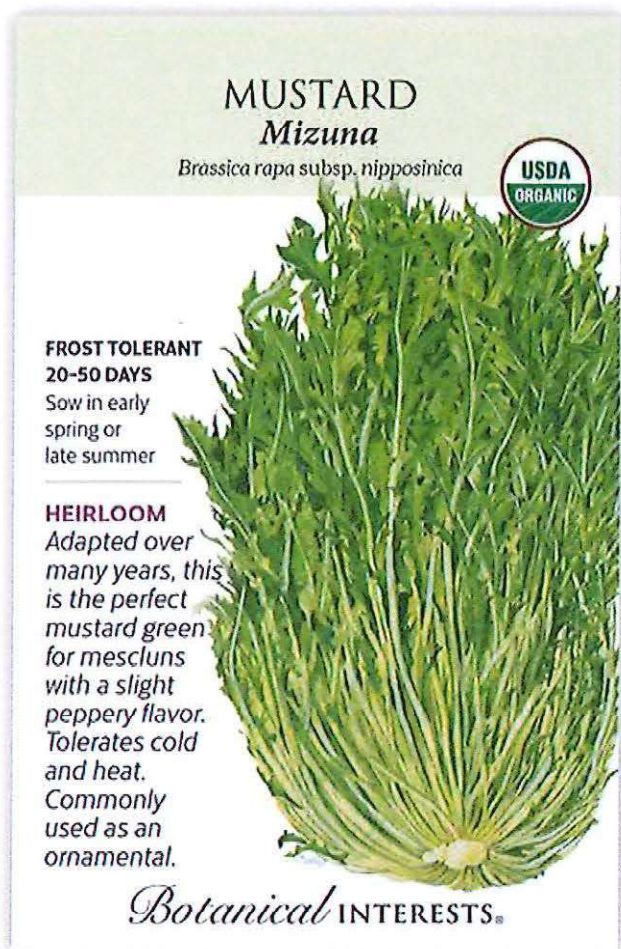 MUSTARD
Mizuna
Brassica rapa subsp. nipposinica
USDA
ORGANIC
FROST TOLERANT
20-50 DAYS
Sow in early
spring or
late summer
HEIRLOOM
Adapted over
many years, this
is the perfect
mustard green
for mescluns
with a slight
peppery flavor.
Tolerates cold
and heat.
Commonly
used as an
ornamental.
Botanical INTERESTS®